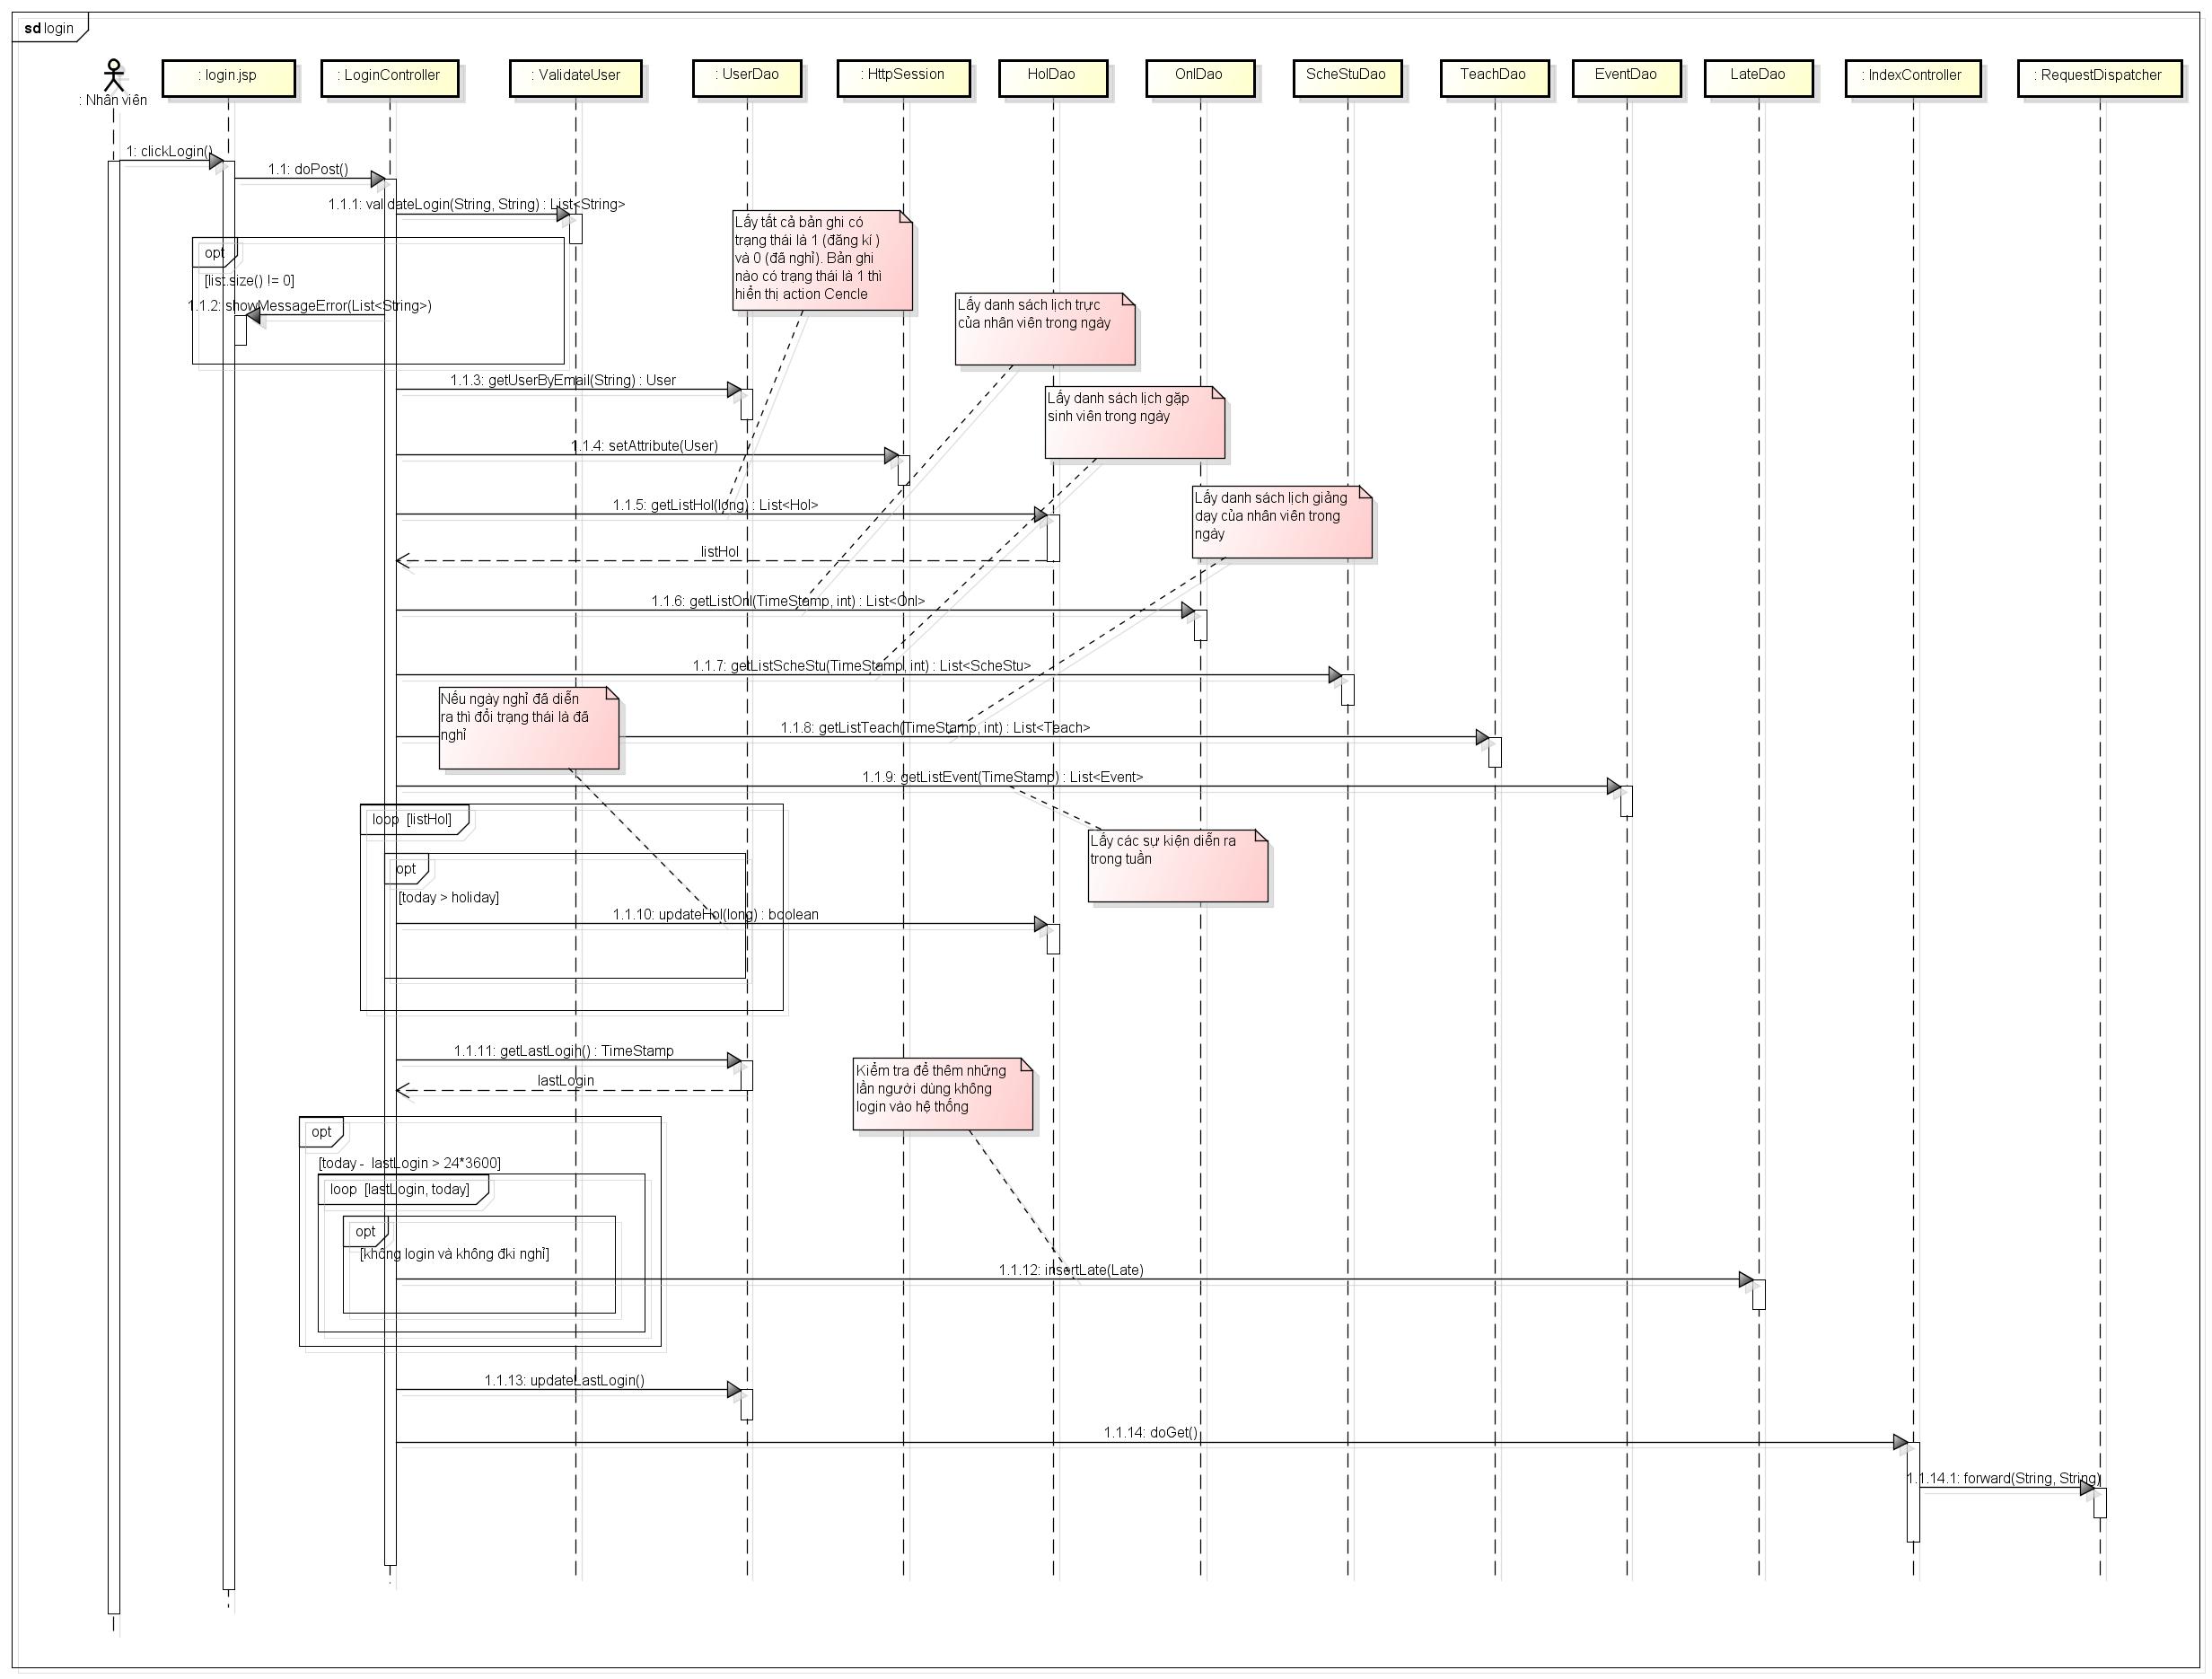 sd login
: Nhân viên
: login.jsp
: LoginController
: ValidateUser
: UserDao
: HttpSession
HolDao
OnlDao
ScheStuDao
TeachDao
EventDao
LateDao
: IndexController
: RequestDispatcher
1: clickLogin()
1.1: doPost()
1.1.1: validateLogin(String, String) : List<String>
Lấy tất cả bản ghi có
trạng thái là 1 (đăng kí )
và 0 (đã nghỉ). Bản ghi
nào có trạng thái là 1 thì
hiển thị action Cencle
opt
[list.size() != 0]
1.1.2: showMessageError(List<String>)
Lấy danh sách lịch trực
của nhân viên trong ngày
1.1.3: getUserByEmail(String) : User
Lấy danh sách lịch gặp
sinh viên trong ngày
1.1.4: setAttribute(User)
1.1.5: getListHol(long) : List<Hol>
Lấy danh sách lịch giảng
dạy của nhân viên trong
ngày
listHol
1.1.6: getListOnl(TimeStamp, int) : List<Onl>
1.1.7: getListScheStu(TimeStamp, int) : List<ScheStu>
Nếu ngày nghỉ đã diễn
ra thì đổi trạng thái là đã
nghỉ
1.1.8: getListTeach(TimeStamp, int) : List<Teach>
1.1.9: getListEvent(TimeStamp) : List<Event>
loop [listHol]
Lấy các sự kiện diễn ra
trong tuần
opt
[today > holiday]
1.1.10: updateHol(long) : boolean
1.1.11: getLastLogin() : TimeStamp
lastLogin
Kiểm tra để thêm những
lần người dùng không
login vào hệ thống
opt
[today - lastLogin > 24*3600]
loop [lastLogin, today]
opt
[không login và không đki nghỉ]
1.1.12: insertLate(Late)
1.1.13: updateLastLogin()
1.1.14: doGet()
1.1.14.1: forward(String, String)